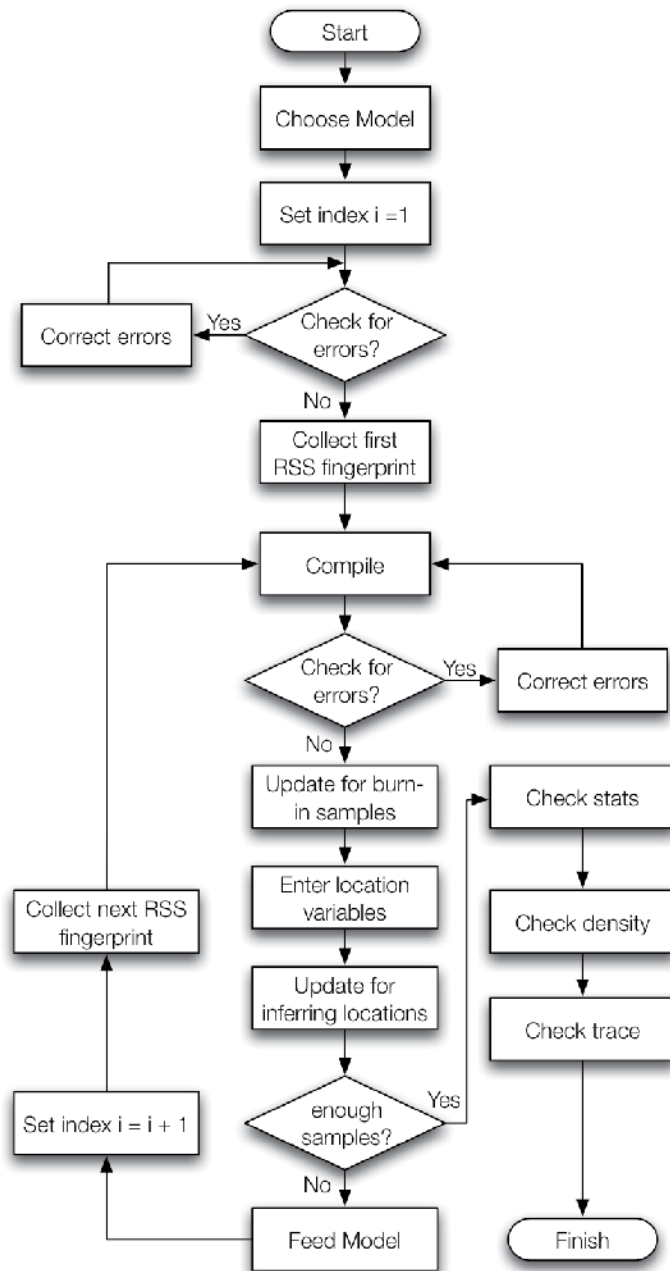 Start
Choose Model
Set index i =1
Check for
errors?
Yes
Correct errors
No
Collect first
RSS fingerprint
Compile
Check for
errors?
Yes
Correct errors
No
Update for burn-
in samples
Check stats
Enter location
variables
Collect next RSS
fingerprint
Check density
Update for
inferring locations
Check trace
enough
samples?
Yes
Set index i = i + 1
No
Feed Model
Finish